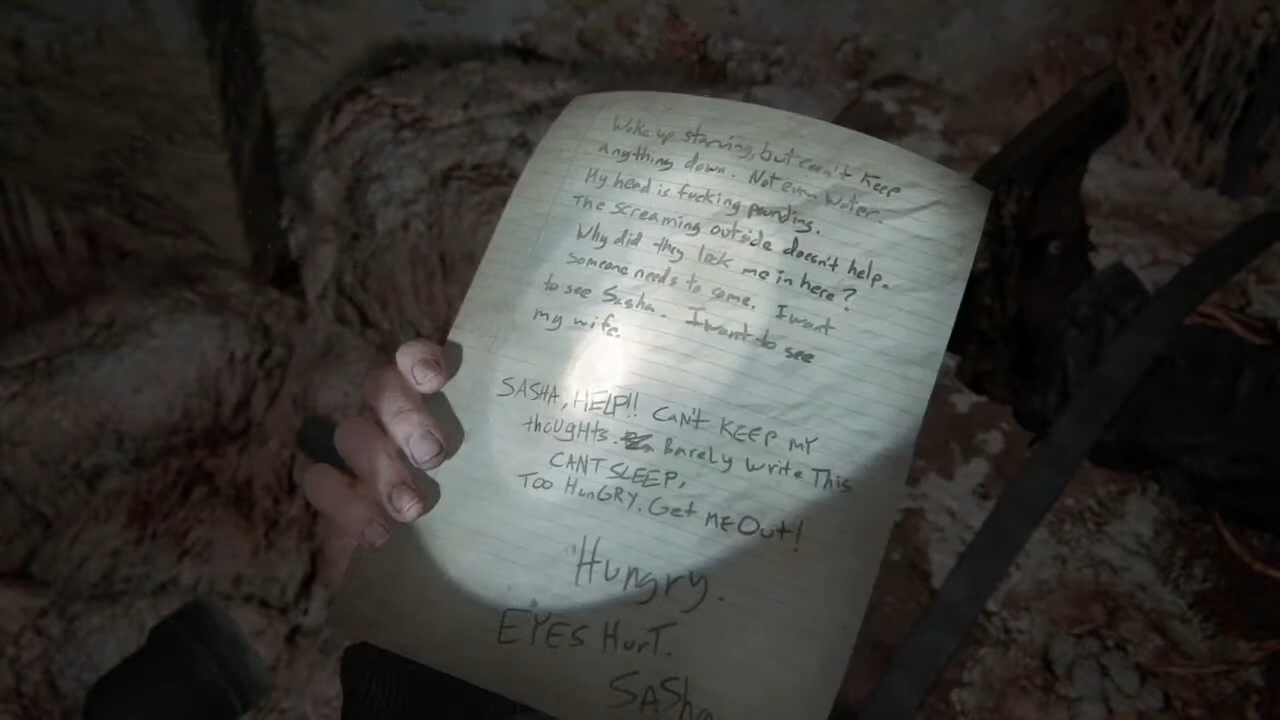 Woke up starving, but can't keep
anything down. Not even water.
My head is fucking pounding.
The screaming outside doesn't help.
Why did they lock me in here?
Someone needs to come. I want
to see Sasha. I want to see
my wife.
SASHA, HELP!! CAN'T KEEP MY
thoUgHts. Barely Write This
CANT SLEEP,
TOO HunGRY. Get ME Out!
Hungry.
EYES HurT.
SASha